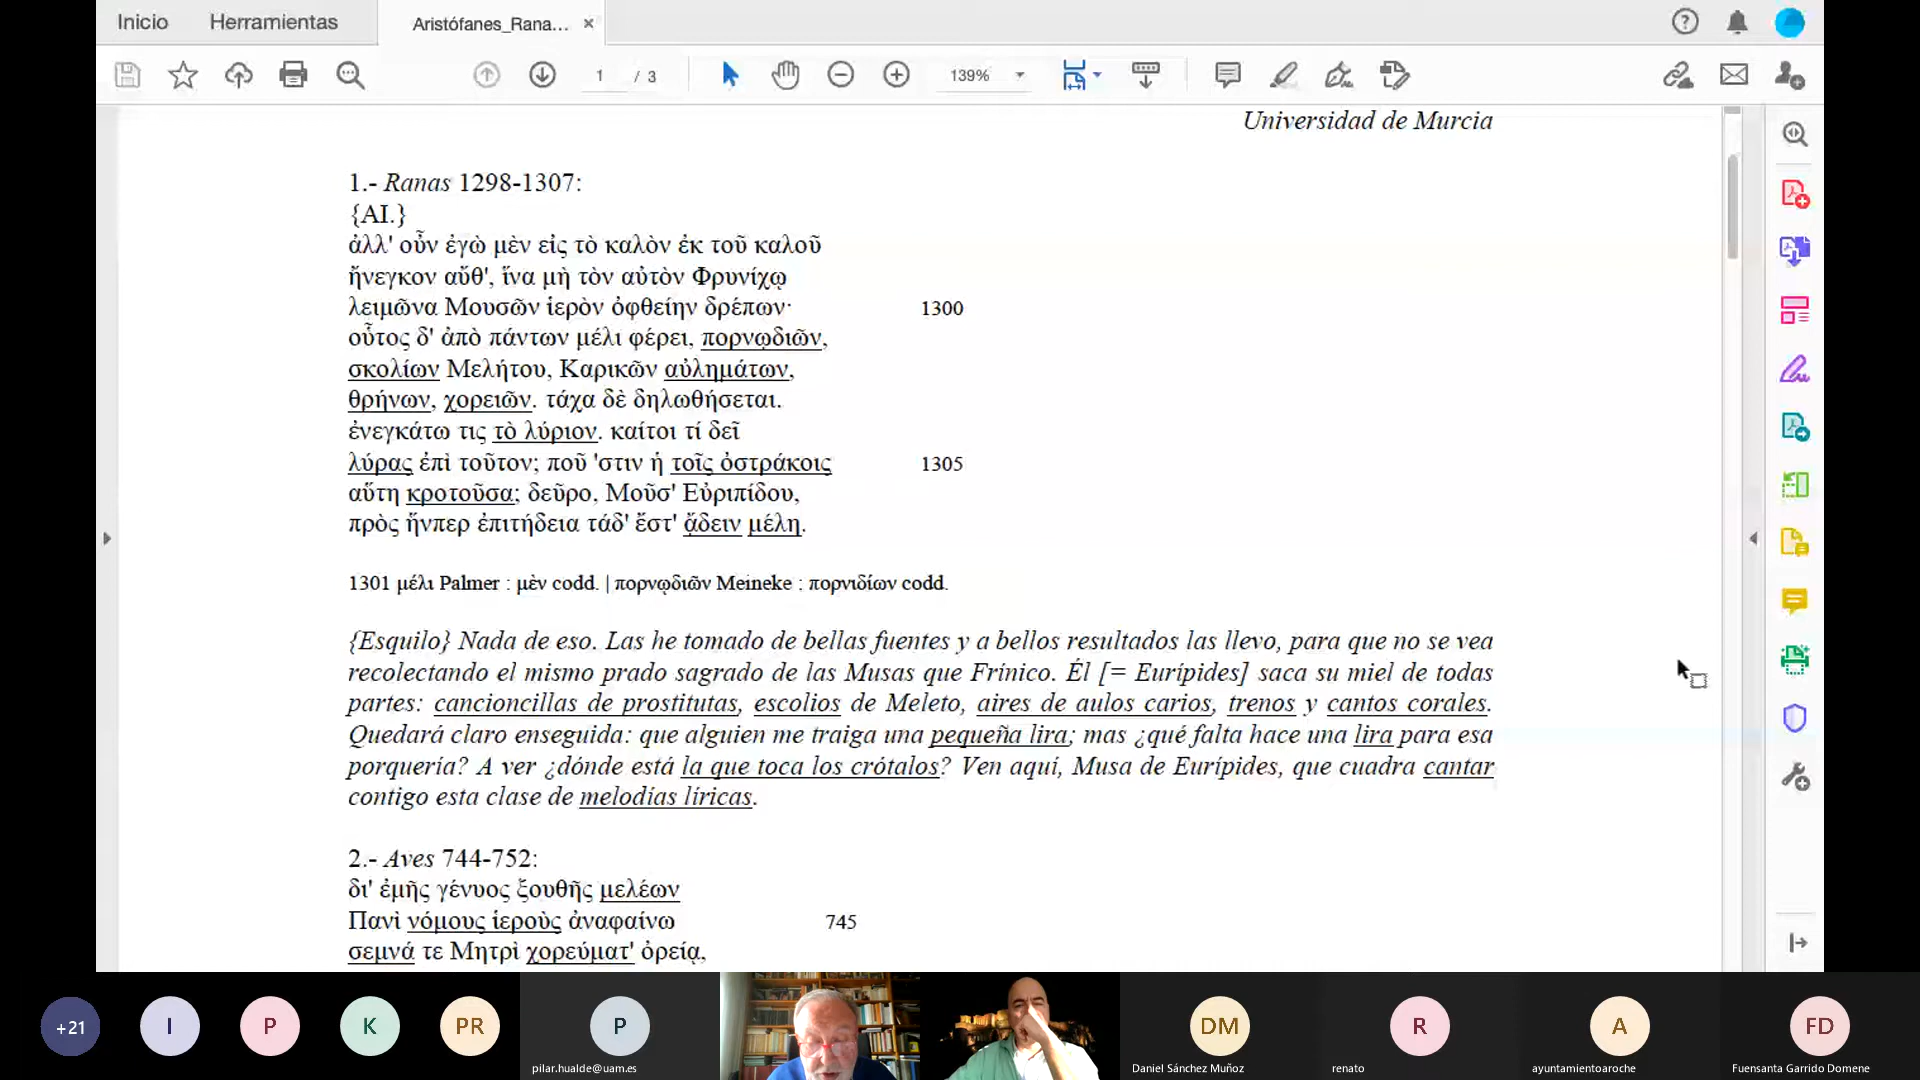 Inicio
Herramientas
Aristófanes_Rana... ×
1 / 3
139%
Universidad de Murcia
1.- Ranas 1298-1307:
{ΑΙ.}
ἀλλ' οὖν ἐγὼ μὲν εἰς τὸ καλὸν ἐκ τοῦ καλοῦ
ἤνεγκον αὔθ', ἵνα μὴ τὸν αὐτὸν Φρυνίχῳ
λειμῶνα Μουσῶν ἱερὸν ὀφθείην δρέπων· 1300
οὗτος δ' ἀπὸ πάντων μέλι φέρει, πορνῳδιῶν,
σκολίων Μελήτου, Καρικῶν αὐλημάτων,
θρήνων, χορειῶν. τάχα δὲ δηλωθήσεται.
ἐνεγκάτω τις τὸ λύριον. καίτοι τί δεῖ
λύρας ἐπὶ τοῦτον; ποῦ 'στιν ἡ τοῖς ὀστράκοις 1305
αὕτη κροτοῦσα; δεῦρο, Μοῦσ' Εὐριπίδου,
πρὸς ἥνπερ ἐπιτήδεια τάδ' ἔστ' ᾄδειν μέλη.
1301 μέλι Palmer : μὲν codd. | πορνῳδιῶν Meineke : πορνιδίων codd.
{Esquilo} Nada de eso. Las he tomado de bellas fuentes y a bellos resultados las llevo, para que no se vea
recolectando el mismo prado sagrado de las Musas que Frínico. Él [= Eurípides] saca su miel de todas
partes: cancioncillas de prostitutas, escolios de Meleto, aires de aulos carios, trenos y cantos corales.
Quedará claro enseguida: que alguien me traiga una pequeña lira; mas ¿qué falta hace una lira para esa
porquería? A ver ¿dónde está la que toca los crótalos? Ven aquí, Musa de Eurípides, que cuadra cantar
contigo esta clase de melodías líricas.
2.- Aves 744-752:
δι' ἐμῆς γένυος ξουθῆς μελέων
Πανὶ νόμους ἱεροὺς ἀναφαίνω 745
σεμνά τε Μητρὶ χορεύματ' ὀρείᾳ,
+21
I
P
K
PR
P
pilar.hualde@uam.es
DM
Daniel Sánchez Muñoz
R
renato
A
ayuntamientoaroche
FD
Fuensanta Garrido Domene